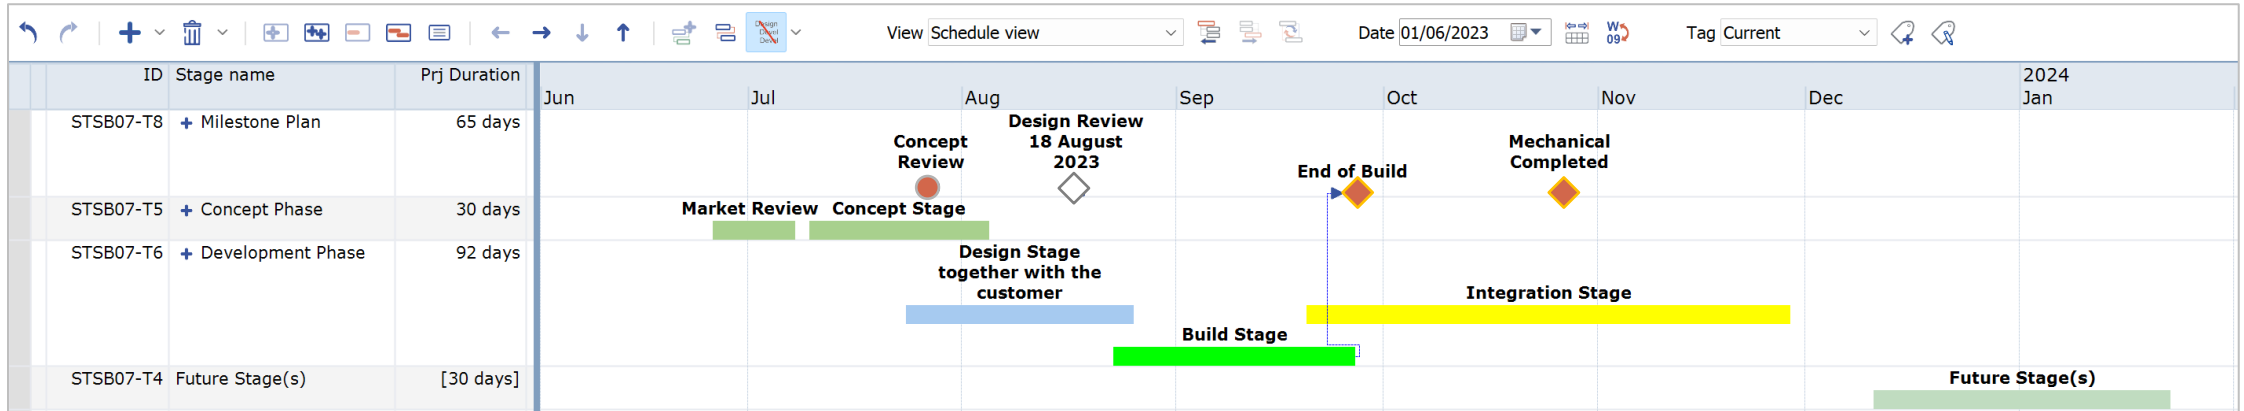 View Schedule view Date 01/06/2023 W 09 Tag Current
ID Stage name Prj Duration
2024
Jun Jul Aug Sep Oct Nov Dec Jan
STSB07-T8 Milestone Plan 65 days
Concept
Review
Design Review
18 August
2023
End of Build
Mechanical
Completed
STSB07-T5 Concept Phase 30 days
Market Review Concept Stage
STSB07-T6 Development Phase 92 days
Design Stage
together with the
customer
Integration Stage
Build Stage
STSB07-T4 Future Stage(s) [30 days]
Future Stage(s)